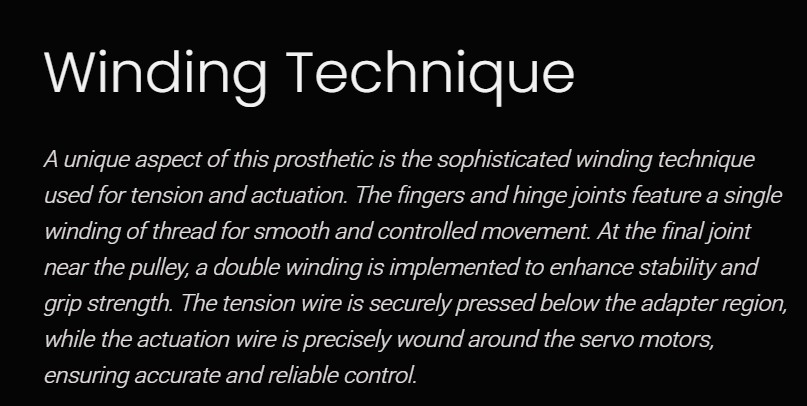 Winding Technique
A unique aspect of this prosthetic is the sophisticated winding technique
used for tension and actuation. The fingers and hinge joints feature a single
winding of thread for smooth and controlled movement. At the final joint
near the pulley, a double winding is implemented to enhance stability and
grip strength. The tension wire is securely pressed below the adapter region,
while the actuation wire is precisely wound around the servo motors,
ensuring accurate and reliable control.